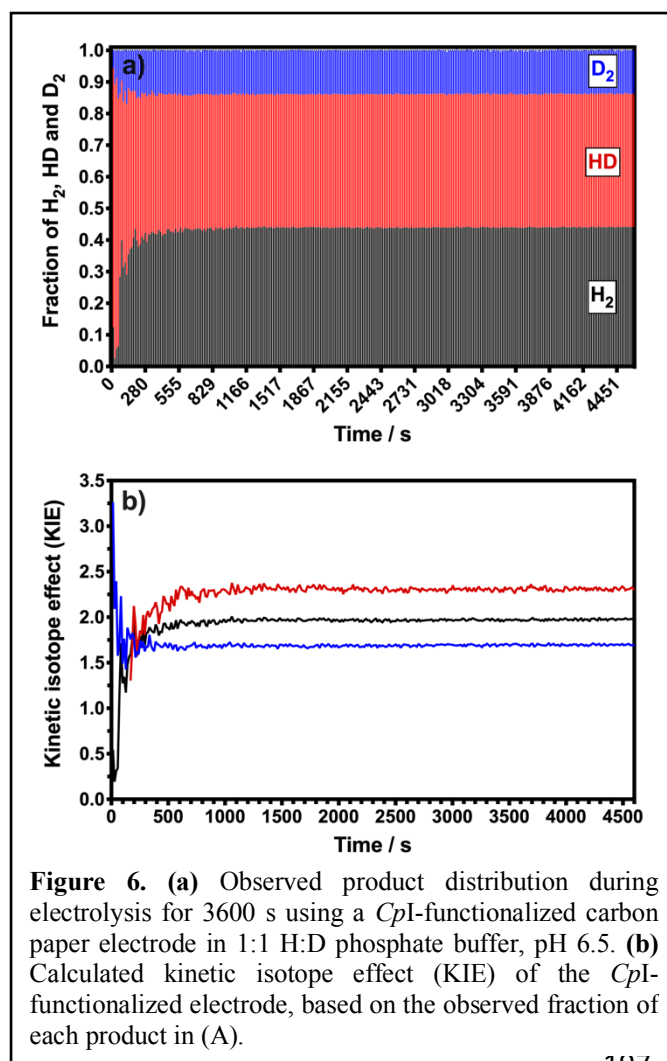 a)
1.0
0.9
0.8
0.7
0.6
0.5
0.4
0.3
0.2
0.1
0.0
Fraction of H₂, HD and D₂
D₂
HD
H₂
0 280 555 829 1166 1517 1867 2155 2443 2731 3018 3304 3591 3876 4162 4451
Time / s
b)
3.5
3.0
2.5
2.0
1.5
1.0
0.5
0.0
Kinetic isotope effect (KIE)
0 500 1000 1500 2000 2500 3000 3500 4000 4500
Time / s
Figure 6. (a) Observed product distribution during
electrolysis for 3600 s using a CpI-functionalized carbon
paper electrode in 1:1 H:D phosphate buffer, pH 6.5. (b)
Calculated kinetic isotope effect (KIE) of the CpI-
functionalized electrode, based on the observed fraction of
each product in (A).